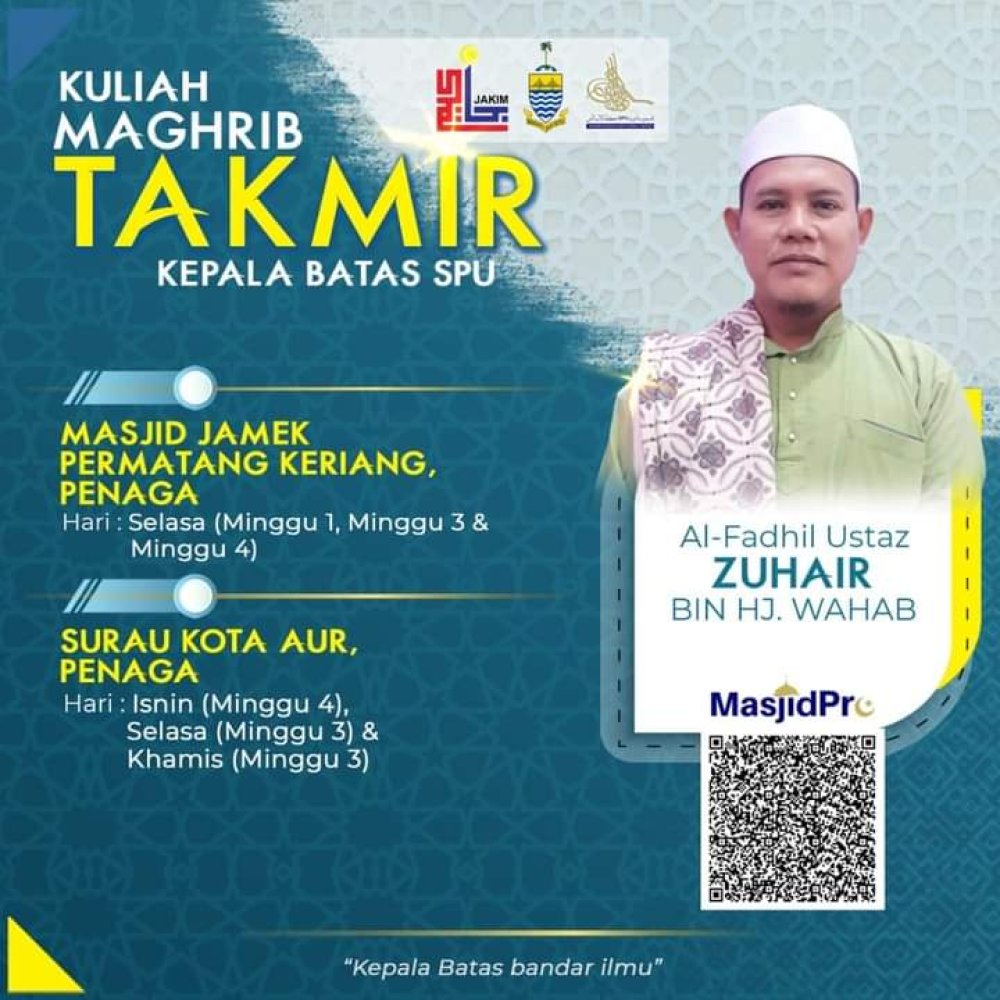 KULIAH
MAGHRIB
TAKMIR
KEPALA BATAS SPU
JAKIM
MASJID JAMEK
PERMATANG KERIANG,
PENAGA
Hari : Selasa (Minggu 1, Minggu 3 &
Minggu 4)
SURAU KOTA AUR,
PENAGA
Hari : Isnin (Minggu 4),
Selasa (Minggu 3) &
Khamis (Minggu 3)
Al-Fadhil Ustaz
ZUHAIR
BIN HJ. WAHAB
MasjidPro
"Kepala Batas bandar ilmu"